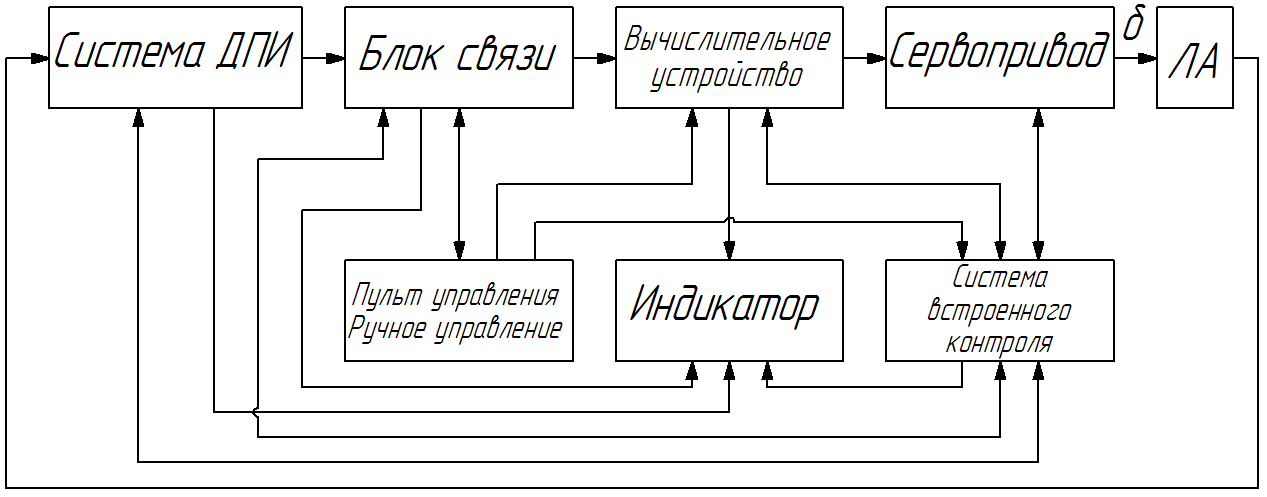 Система ДПИ
Блок связи
Вычислительное
устройство
Сервопривод
б
ЛА
Пульт управления
Ручное управление
Индикатор
Система
встроенного
контроля